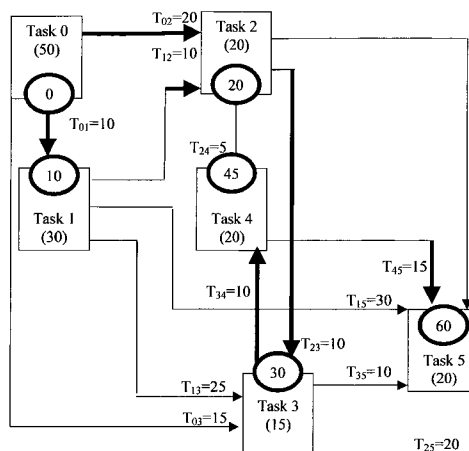 T02=20
Task 0
(50)
0
T12=10
Task 2
(20)
20
T01=10
10
Task 1
(30)
T24=5
45
Task 4
(20)
T45=15
T34=10
T15=30
60
Task 5
(20)
T23=10
30
T13=25
T35=10
Task 3
(15)
T03=15
T25=20